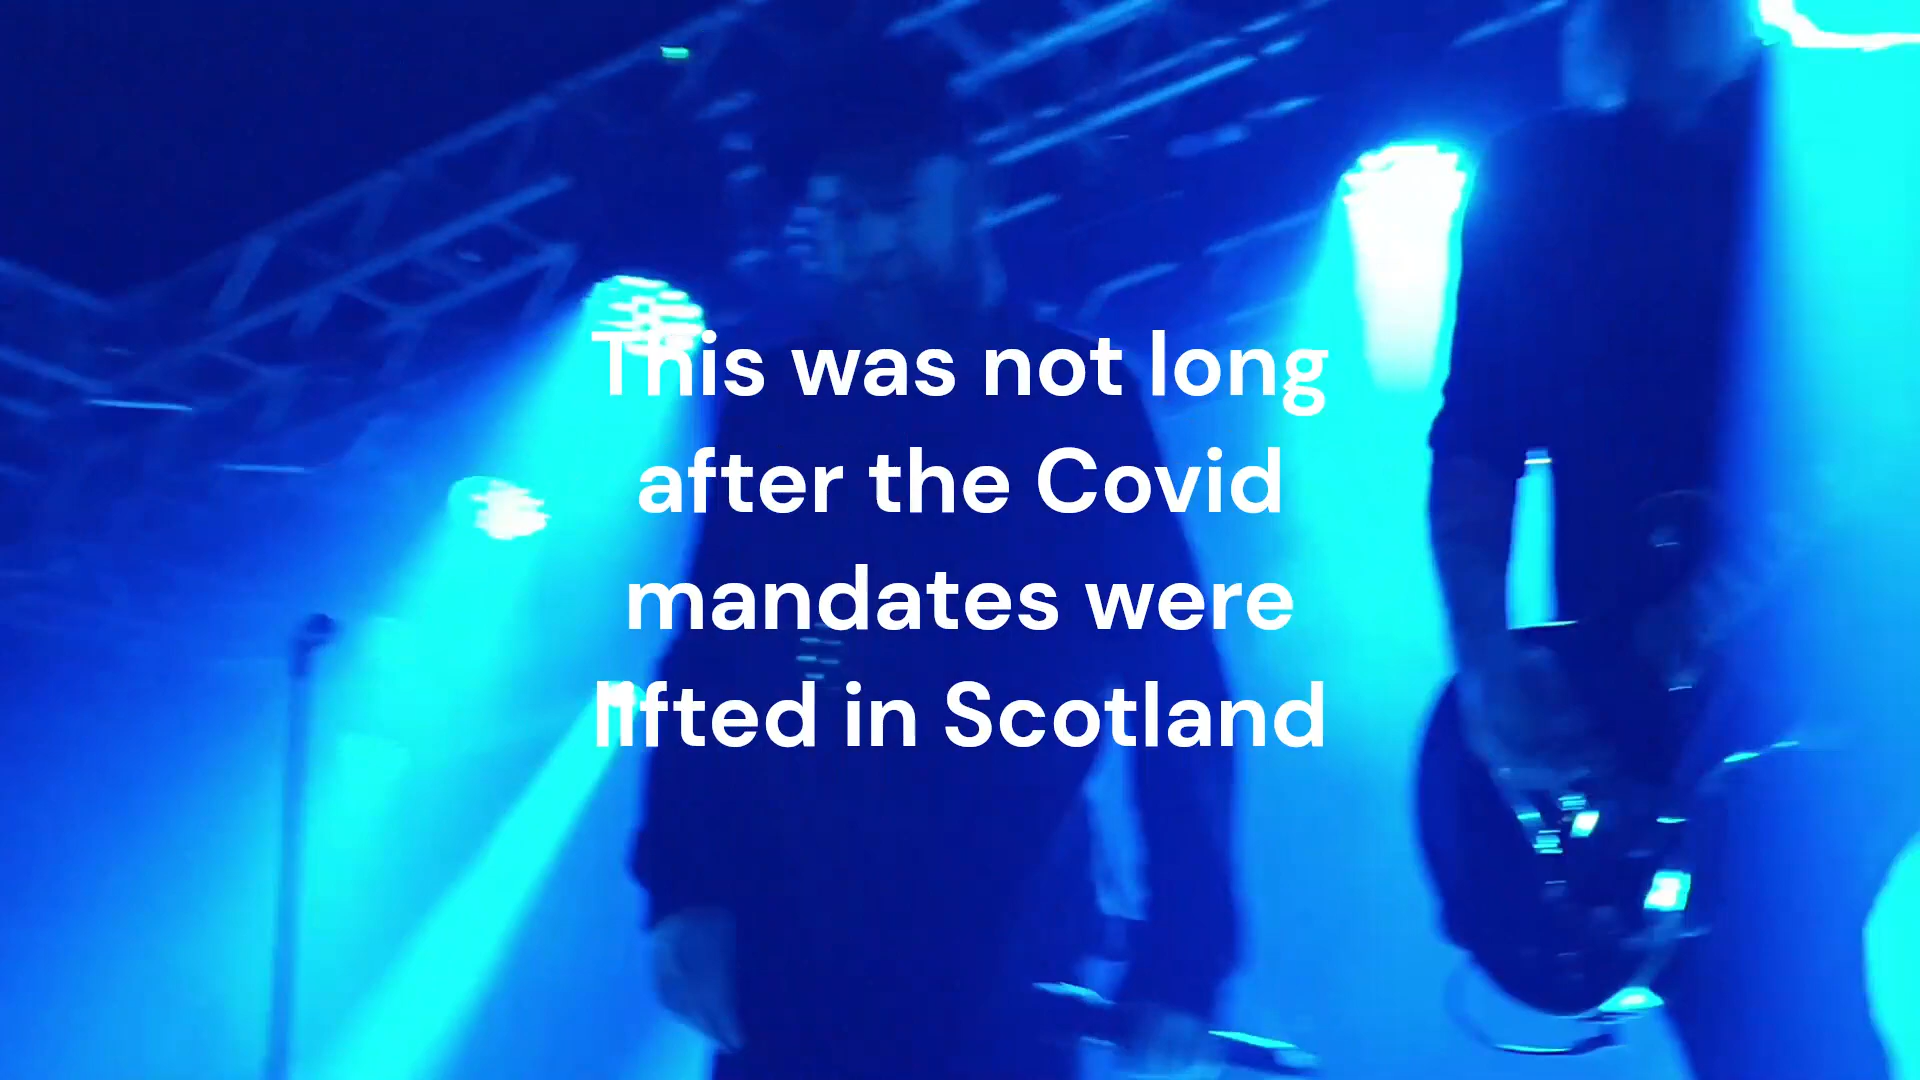 This was not long
after the Covid
mandates were
lifted in Scotland